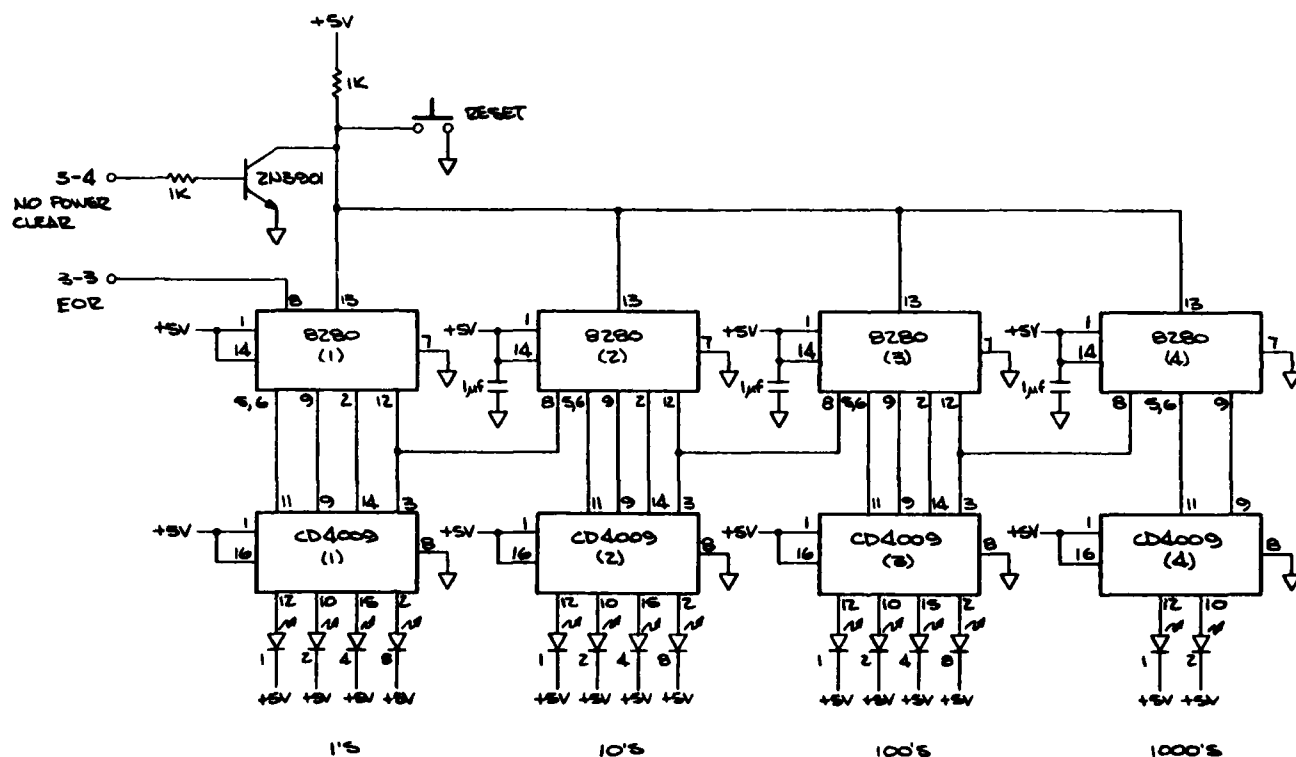 +5V
1K
RESET
3-4
1K
2N3901
NO POWER
CLEAR
3-3
EOR
8 13 13 13 13
+5V 1 14 8280 (1) 7
+5V 1 14 8280 (2) 7
+5V 1 14 8280 (3) 7
+5V 1 14 8280 (4) 7
1µf 1µf 1µf
5,6 9 2 12
8 5,6 9 2 12
8 5,6 9 2 12
8 5,6 9
11 9 14 3
11 9 14 3
11 9 14 3
11 9
+5V 1 16 CD4009 (1) 8
+5V 1 16 CD4009 (2) 8
+5V 1 16 CD4009 (3) 8
+5V 1 16 CD4009 (4) 8
12 10 15 2
12 10 15 2
12 10 15 2
12 10
1 2 4 8
1 2 4 8
1 2 4 8
1 2
+5V +5V +5V +5V
+5V +5V +5V +5V
+5V +5V +5V +5V
+5V +5V
1'S 10'S 100'S 1000'S